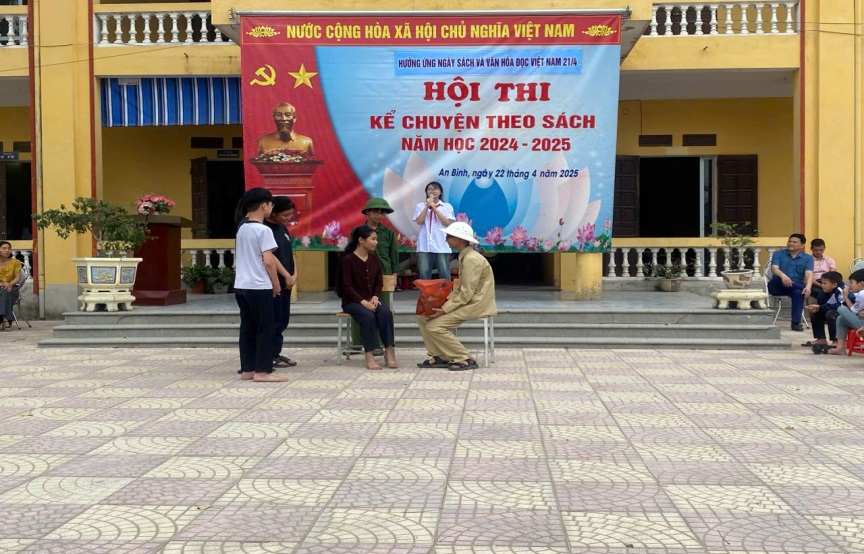 NƯỚC CỘNG HÒA XÃ HỘI CHỦ NGHĨA VIỆT NAM
HƯỞNG ỨNG NGÀY SÁCH VÀ VĂN HÓA ĐỌC VIỆT NAM 21/4
HỘI THI
KỂ CHUYỆN THEO SÁCH
NĂM HỌC 2024 - 2025
An Bình, ngày 22 tháng 4 năm 2025